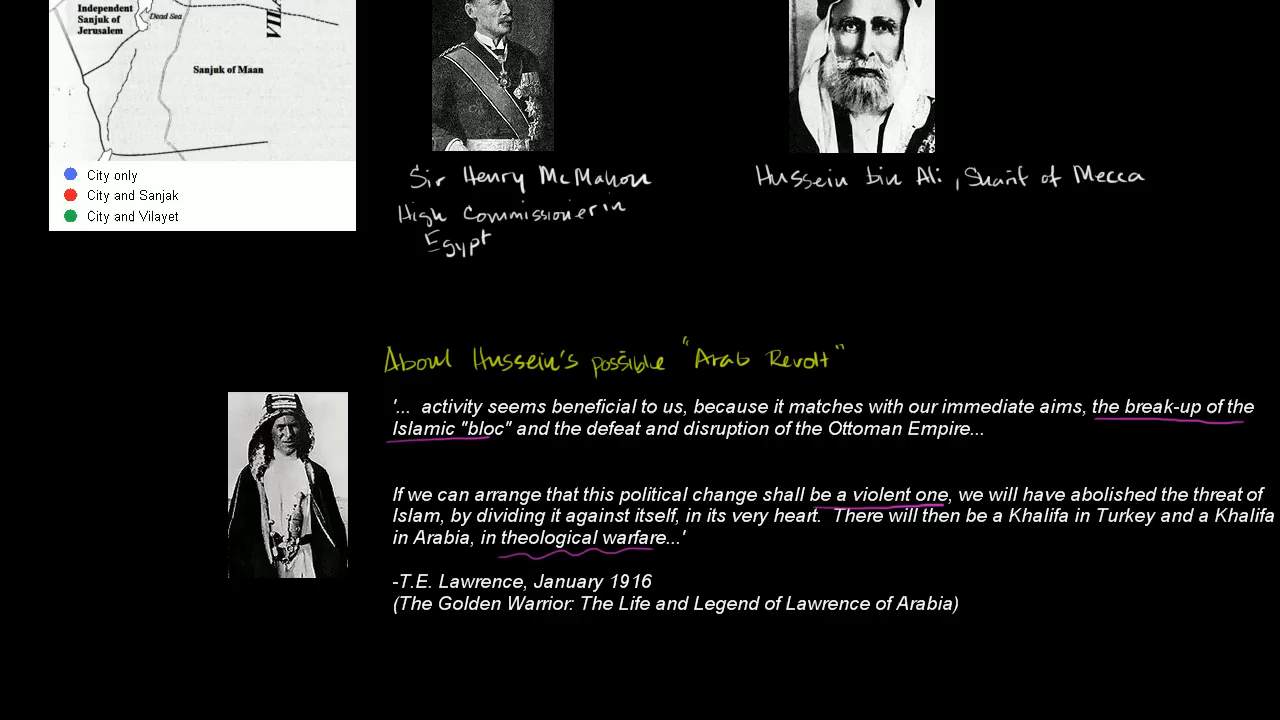 Independent
Sanjuk of
Jerusalem
Dead Sea
Sanjuk of Maan
City only
City and Sanjak
City and Vilayet
Sir Henry McMahon
High Commissioner in
Egypt
Hussein bin Ali, Sharif of Mecca
About Hussein's possible "Arab Revolt"
'... activity seems beneficial to us, because it matches with our immediate aims, the break-up of the
Islamic "bloc" and the defeat and disruption of the Ottoman Empire...
If we can arrange that this political change shall be a violent one, we will have abolished the threat of
Islam, by dividing it against itself, in its very heart. There will then be a Khalifa in Turkey and a Khalifa
in Arabia, in theological warfare...'
-T.E. Lawrence, January 1916
(The Golden Warrior: The Life and Legend of Lawrence of Arabia)